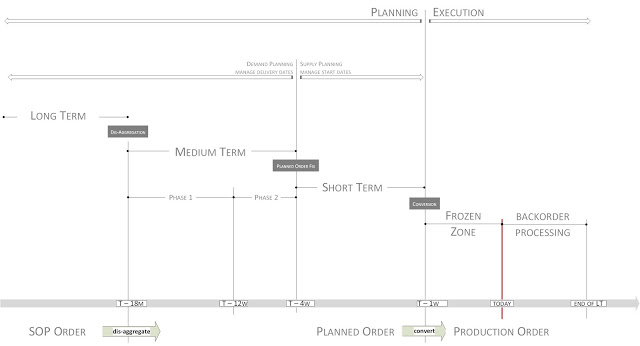 PLANNING
EXECUTION
DEMAND PLANNING
MANAGE DELIVERY DATES
SUPPLY PLANNING
MANAGE START DATES
LONG TERM
DIS-AGGREGATION
MEDIUM TERM
PLANNED ORDER FIX
SHORT TERM
PHASE 1
PHASE 2
CONVERSION
FROZEN
ZONE
BACKORDER
PROCESSING
T – 18M
T – 12W
T – 4W
T – 1W
TODAY
END OF LT
SOP ORDER
dis-aggregate
PLANNED ORDER
convert
PRODUCTION ORDER